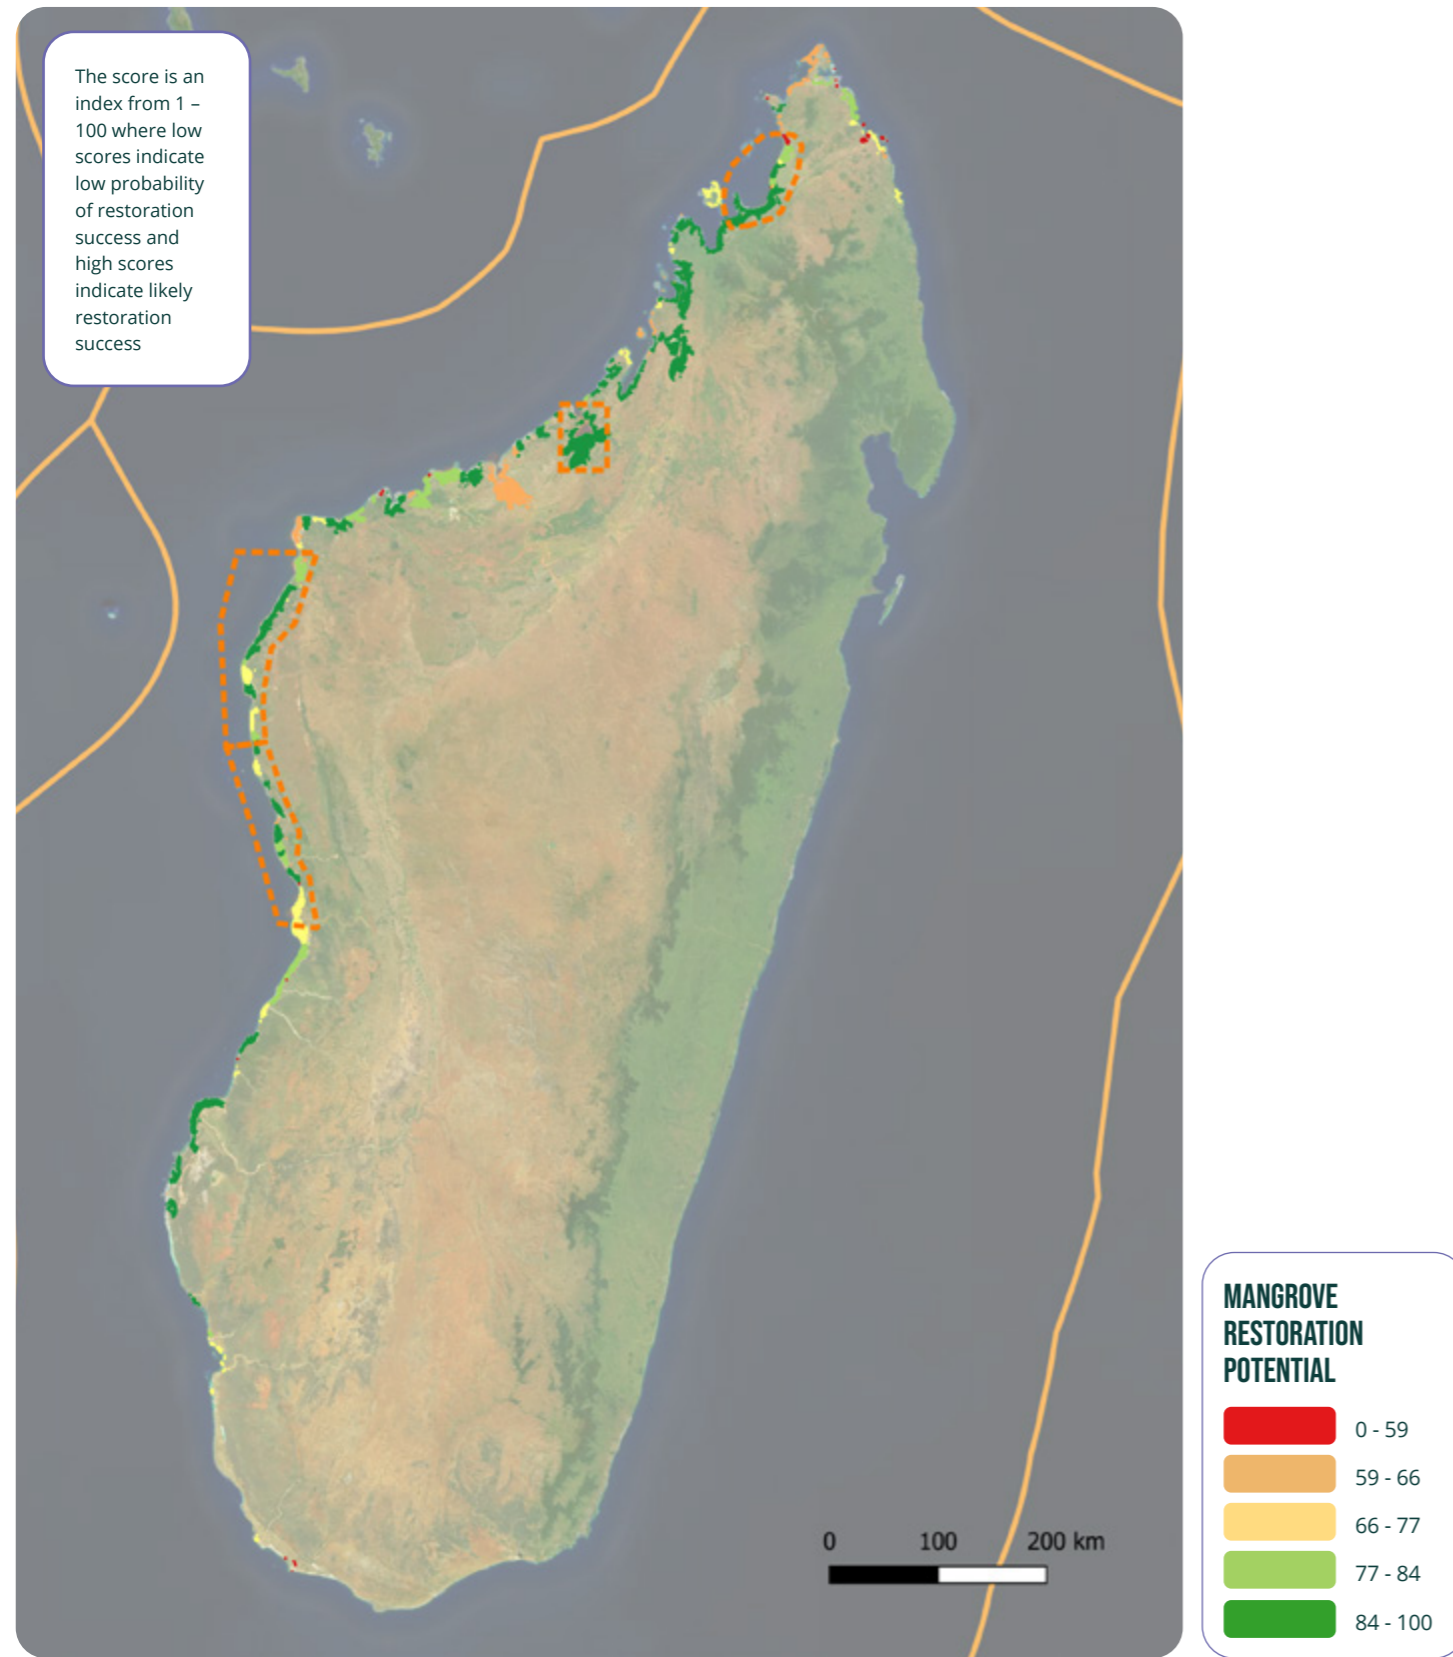 The score is an
index from 1 –
100 where low
scores indicate
low probability
of restoration
success and
high scores
indicate likely
restoration
success
0 100 200 km
MANGROVE
RESTORATION
POTENTIAL
0 - 59
59 - 66
66 - 77
77 - 84
84 - 100